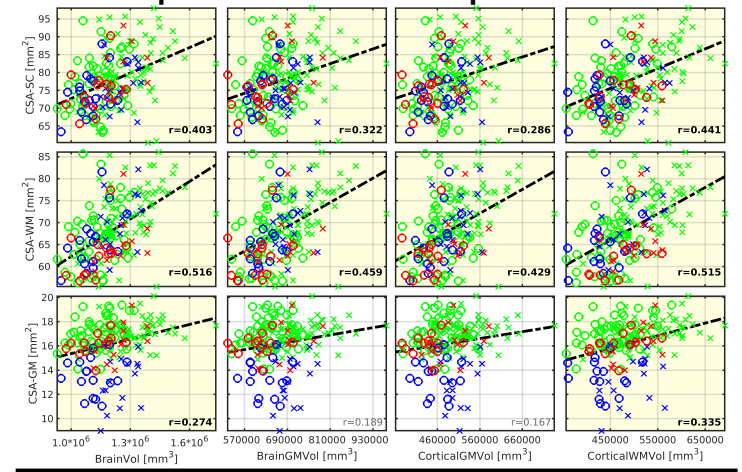 95
90
85
80
75
70
65
CSA-SC [mm²]
r=0.403
r=0.322
r=0.286
r=0.441
85
80
75
70
65
60
CSA-WM [mm²]
r=0.516
r=0.459
r=0.429
r=0.515
20
18
16
14
12
10
CSA-GM [mm²]
r=0.274
r=0.189
r=0.167
r=0.335
1.0*10⁶ 1.3*10⁶ 1.6*10⁶
570000 690000 810000 930000
460000 560000 660000
450000 550000 650000
BrainVol [mm³]
BrainGMVol [mm³]
CorticalGMVol [mm³]
CorticalWMVol [mm³]